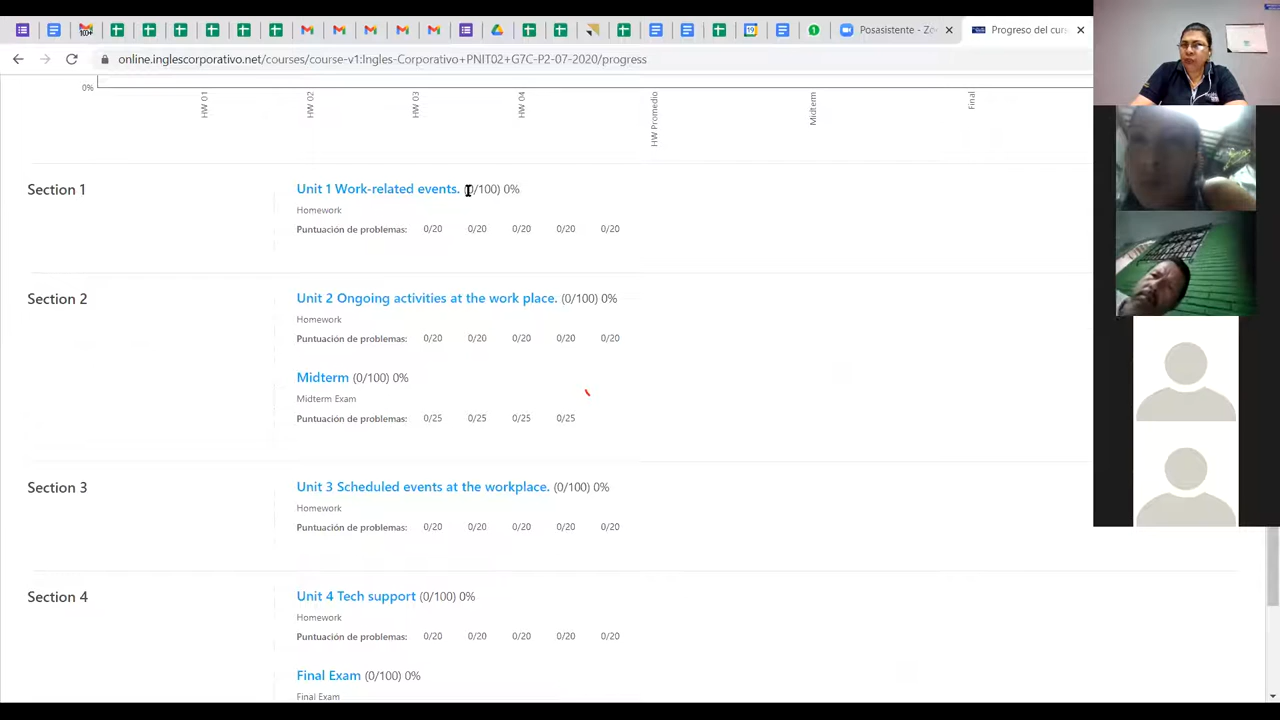 Posasistente - Zo
Progreso del cur
online.inglescorporativo.net/courses/course-v1:Ingles-Corporativo+PNIT02+G7C-P2-07-2020/progress
0%
HW 01
HW 02
HW 03
HW 04
HW Promedio
Midterm
Final
Section 1
Unit 1 Work-related events. (0/100) 0%
Homework
Puntuación de problemas: 0/20 0/20 0/20 0/20 0/20
Section 2
Unit 2 Ongoing activities at the work place. (0/100) 0%
Homework
Puntuación de problemas: 0/20 0/20 0/20 0/20 0/20
Midterm (0/100) 0%
Midterm Exam
Puntuación de problemas: 0/25 0/25 0/25 0/25
Section 3
Unit 3 Scheduled events at the workplace. (0/100) 0%
Homework
Puntuación de problemas: 0/20 0/20 0/20 0/20 0/20
Section 4
Unit 4 Tech support (0/100) 0%
Homework
Puntuación de problemas: 0/20 0/20 0/20 0/20 0/20
Final Exam (0/100) 0%
Final Exam